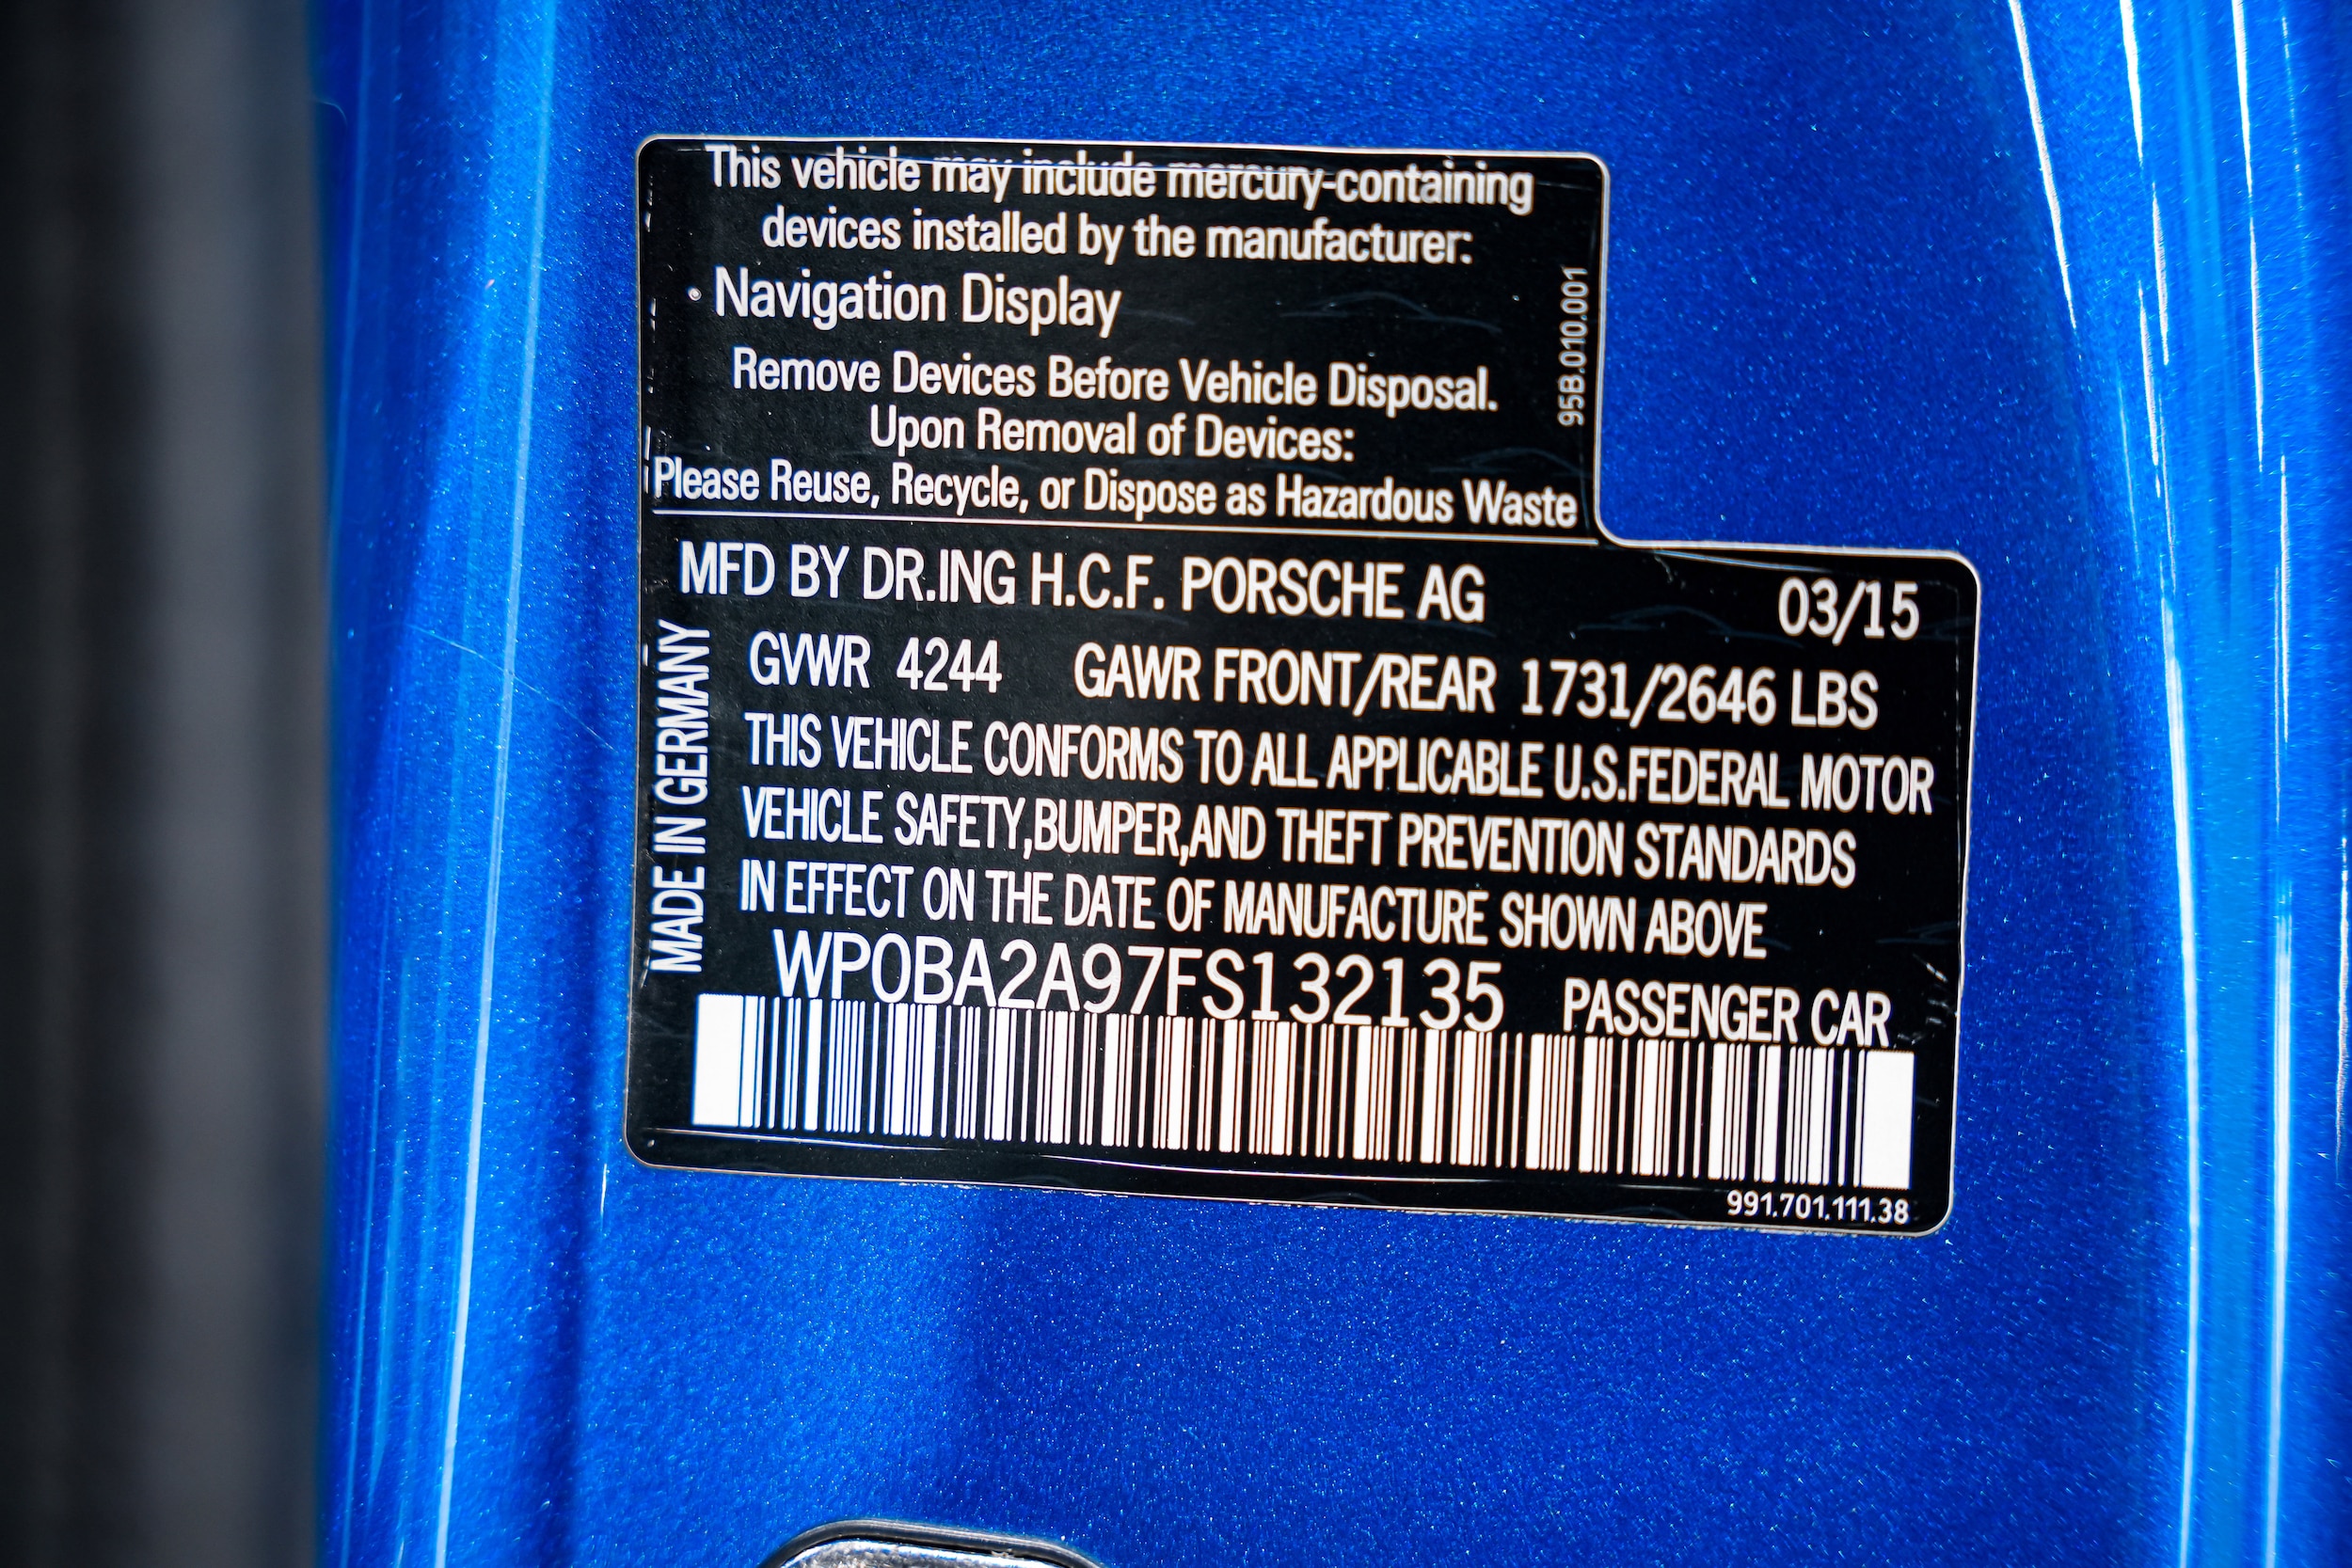 This vehicle may include mercury-containing
devices installed by the manufacturer:
• Navigation Display
Remove Devices Before Vehicle Disposal.
Upon Removal of Devices:
Please Reuse, Recycle, or Dispose as Hazardous Waste
95B.010.001
MFD BY DR.ING H.C.F. PORSCHE AG 03/15
GVWR 4244 GAWR FRONT/REAR 1731/2646 LBS
THIS VEHICLE CONFORMS TO ALL APPLICABLE U.S.FEDERAL MOTOR
VEHICLE SAFETY,BUMPER,AND THEFT PREVENTION STANDARDS
IN EFFECT ON THE DATE OF MANUFACTURE SHOWN ABOVE
WP0BA2A97FS132135 PASSENGER CAR
MADE IN GERMANY
991.701.111.38